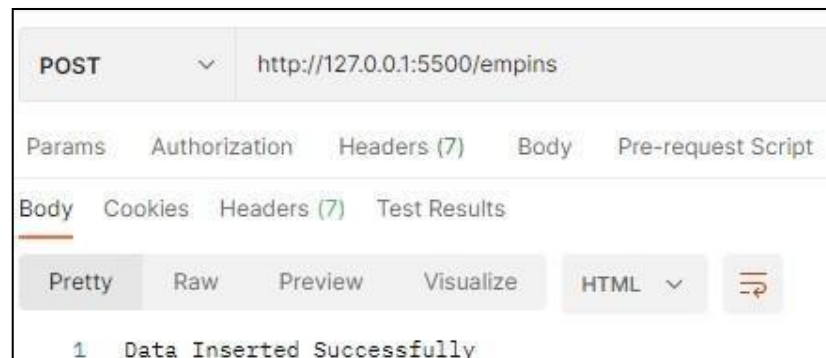 POST http://127.0.0.1:5500/empins
Params Authorization Headers (7) Body Pre-request Script
Body Cookies Headers (7) Test Results
Pretty Raw Preview Visualize HTML
1 Data Inserted Successfully